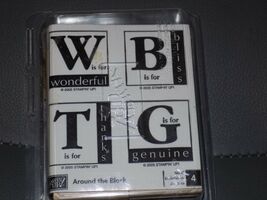 W
is for
wonderful
© 2005 STAMPIN' UP!
B
is for
bliss
© 2005 STAMPIN' UP!
T
is for
thanks
© 2005 STAMPIN' UP!
G
is for
genuine
© 2005 STAMPIN' UP!
Around the Block
4